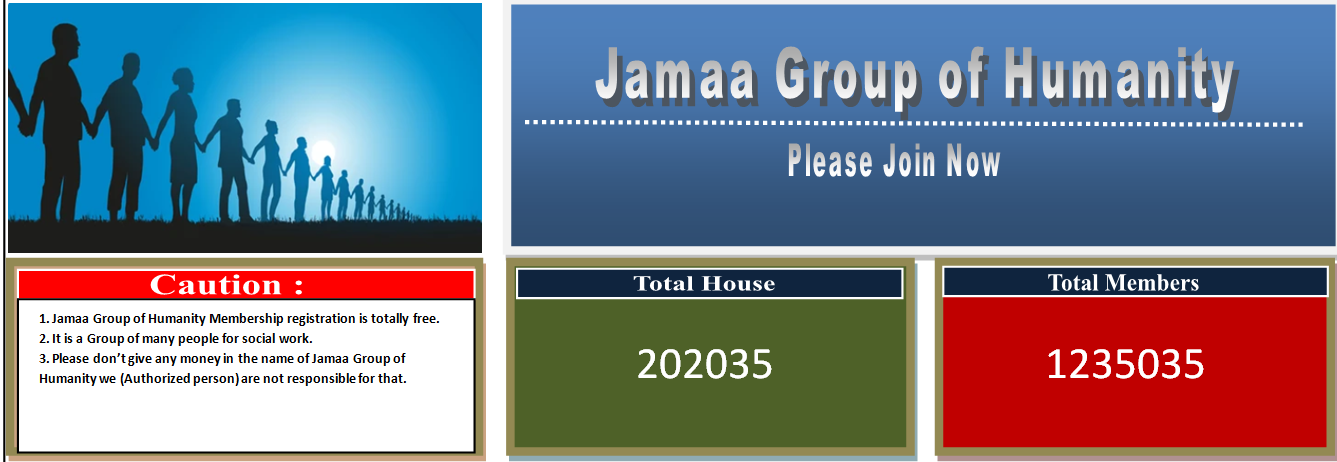 Jamaa Group of Humanity
Please Join Now
Caution :
1. Jamaa Group of Humanity Membership registration is totally free.
2. It is a Group of many people for social work.
3. Please don’t give any money in the name of Jamaa Group of
Humanity we (Authorized person) are not responsible for that.
Total House
202035
Total Members
1235035